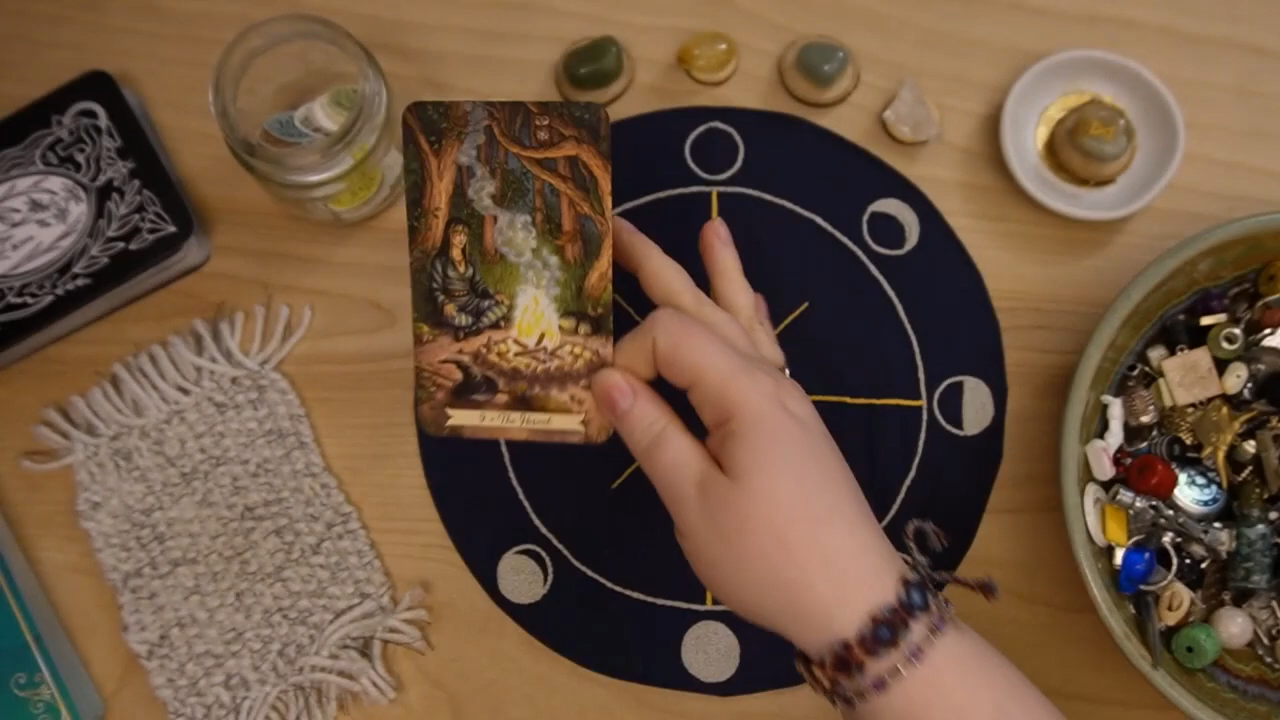 9 • The Hermit